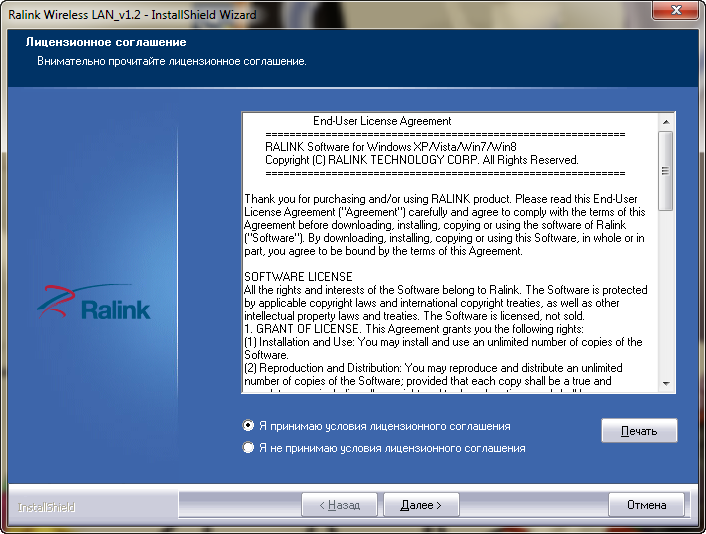 Ralink Wireless LAN_v1.2 - InstallShield Wizard
Лицензионное соглашение
Внимательно прочитайте лицензионное соглашение.
End-User License Agreement
============================================================
RALINK Software for Windows XP/Vista/Win7/Win8
Copyright (C) RALINK TECHNOLOGY CORP. All Rights Reserved.
============================================================
Thank you for purchasing and/or using RALINK product. Please read this End-User
License Agreement ("Agreement") carefully and agree to comply with the terms of this
Agreement before downloading, installing, copying or using the software of Ralink
("Software"). By downloading, installing, copying or using this Software, in whole or in
part, you agree to be bound by the terms of this Agreement.
SOFTWARE LICENSE
All the rights and interests of the Software belong to Ralink. The Software is protected
by applicable copyright laws and international copyright treaties, as well as other
intellectual property laws and treaties. The Software is licensed, not sold.
1. GRANT OF LICENSE. This Agreement grants you the following rights:
(1) Installation and Use: You may install and use an unlimited number of copies of the
Software.
(2) Reproduction and Distribution: You may reproduce and distribute an unlimited
number of copies of the Software; provided that each copy shall be a true and
Ralink
Я принимаю условия лицензионного соглашения
Я не принимаю условия лицензионного соглашения
Печать
InstallShield
< Назад
Далее >
Отмена